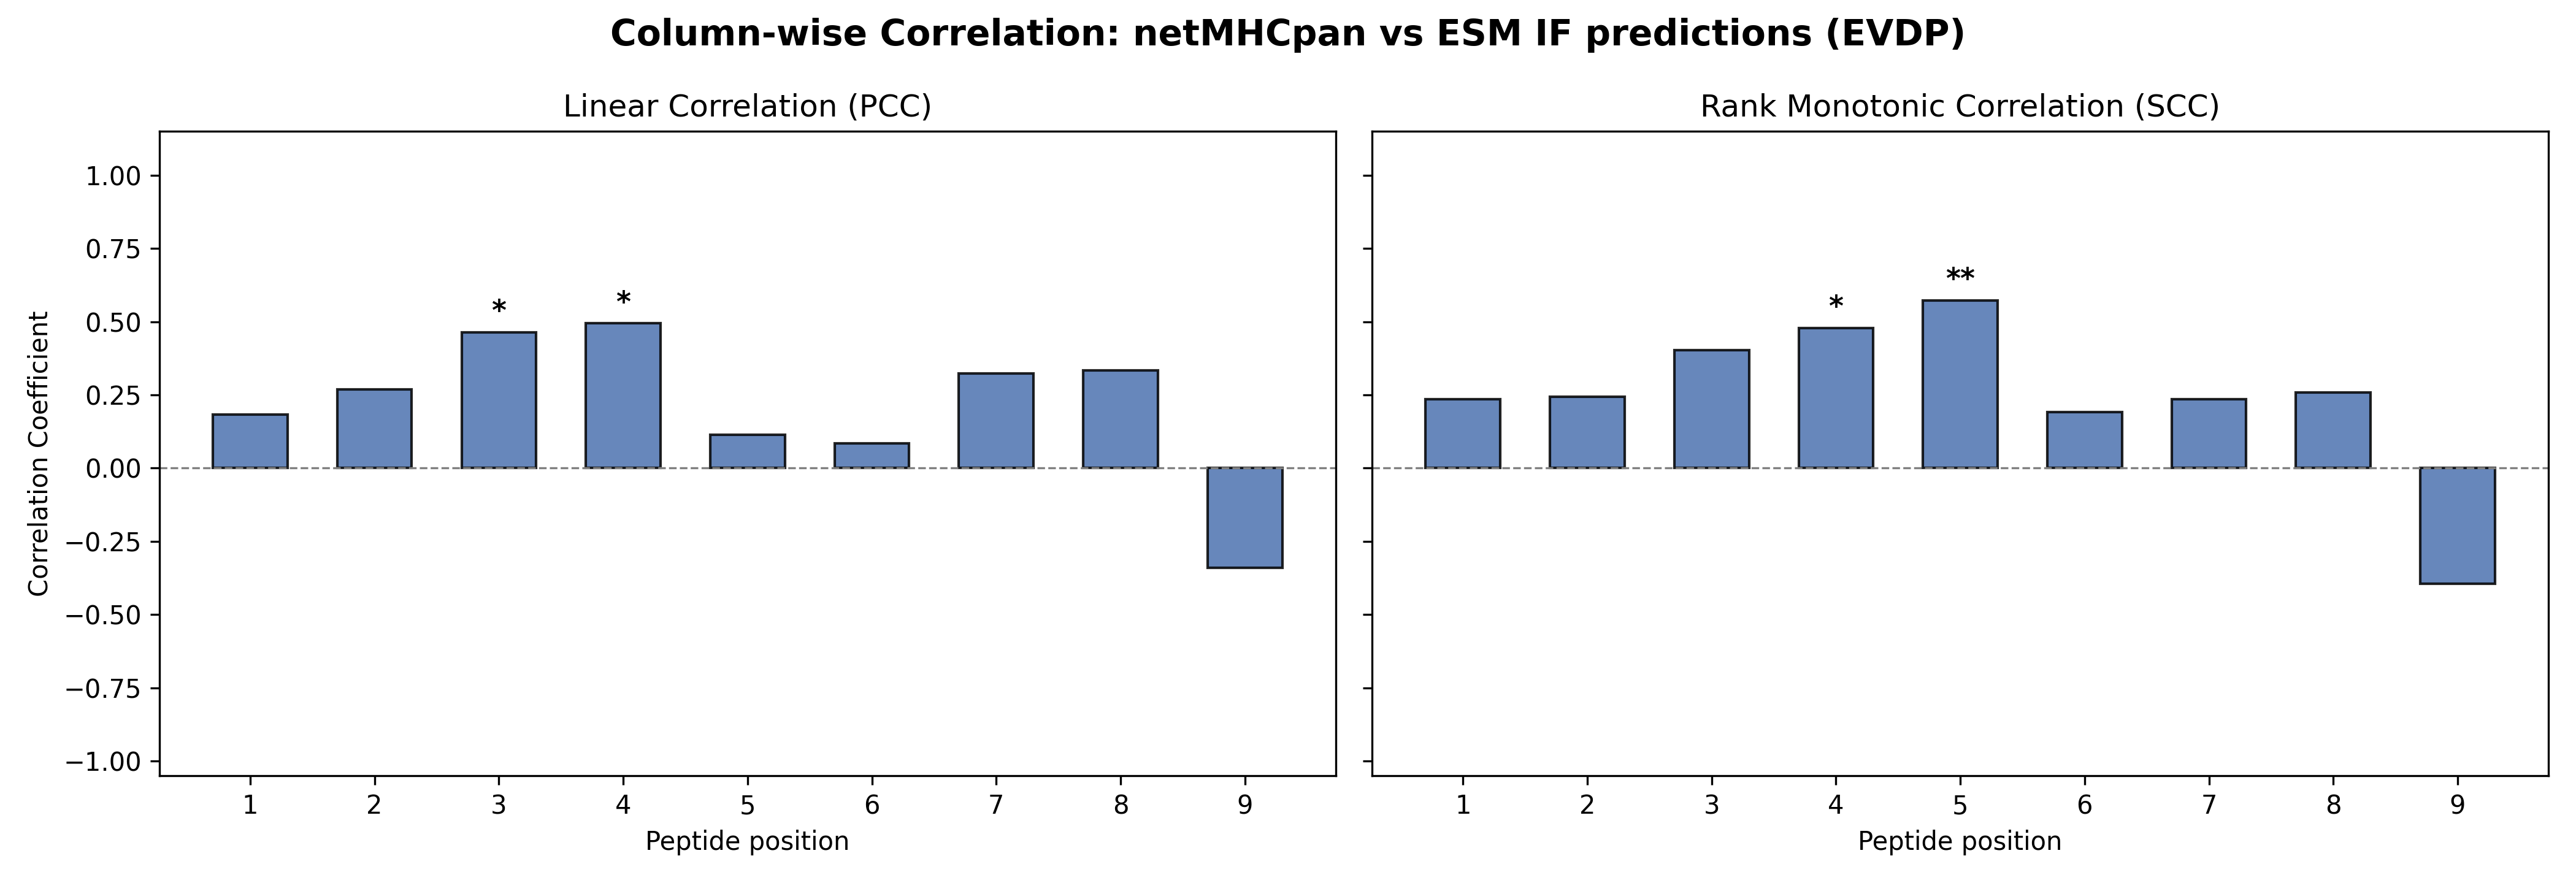 Column-wise Correlation: netMHCpan vs ESM IF predictions (EVDP)
Linear Correlation (PCC)
Rank Monotonic Correlation (SCC)
Correlation Coefficient
1.00
0.75
0.50
0.25
0.00
−0.25
−0.50
−0.75
−1.00
* *
* **
1 2 3 4 5 6 7 8 9
1 2 3 4 5 6 7 8 9
Peptide position
Peptide position